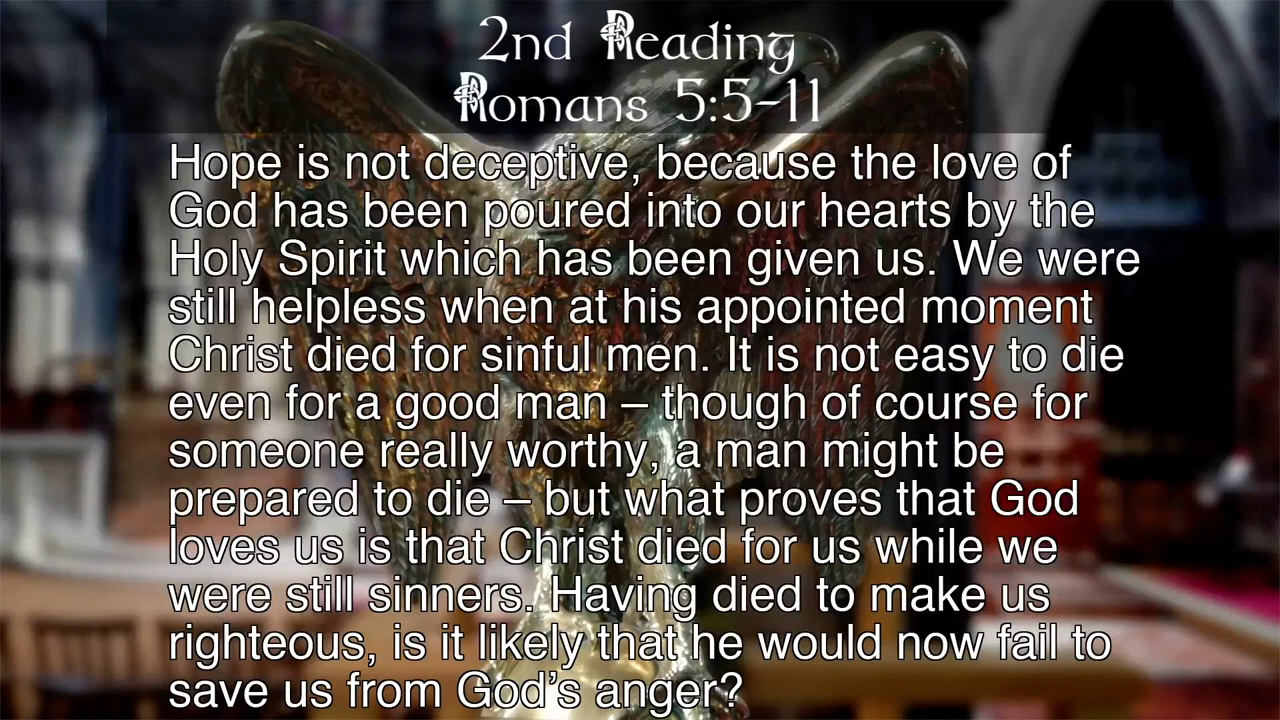 2nd Reading
Romans 5:5-11
Hope is not deceptive, because the love of
God has been poured into our hearts by the
Holy Spirit which has been given us. We were
still helpless when at his appointed moment
Christ died for sinful men. It is not easy to die
even for a good man – though of course for
someone really worthy, a man might be
prepared to die – but what proves that God
loves us is that Christ died for us while we
were still sinners. Having died to make us
righteous, is it likely that he would now fail to
save us from God’s anger?